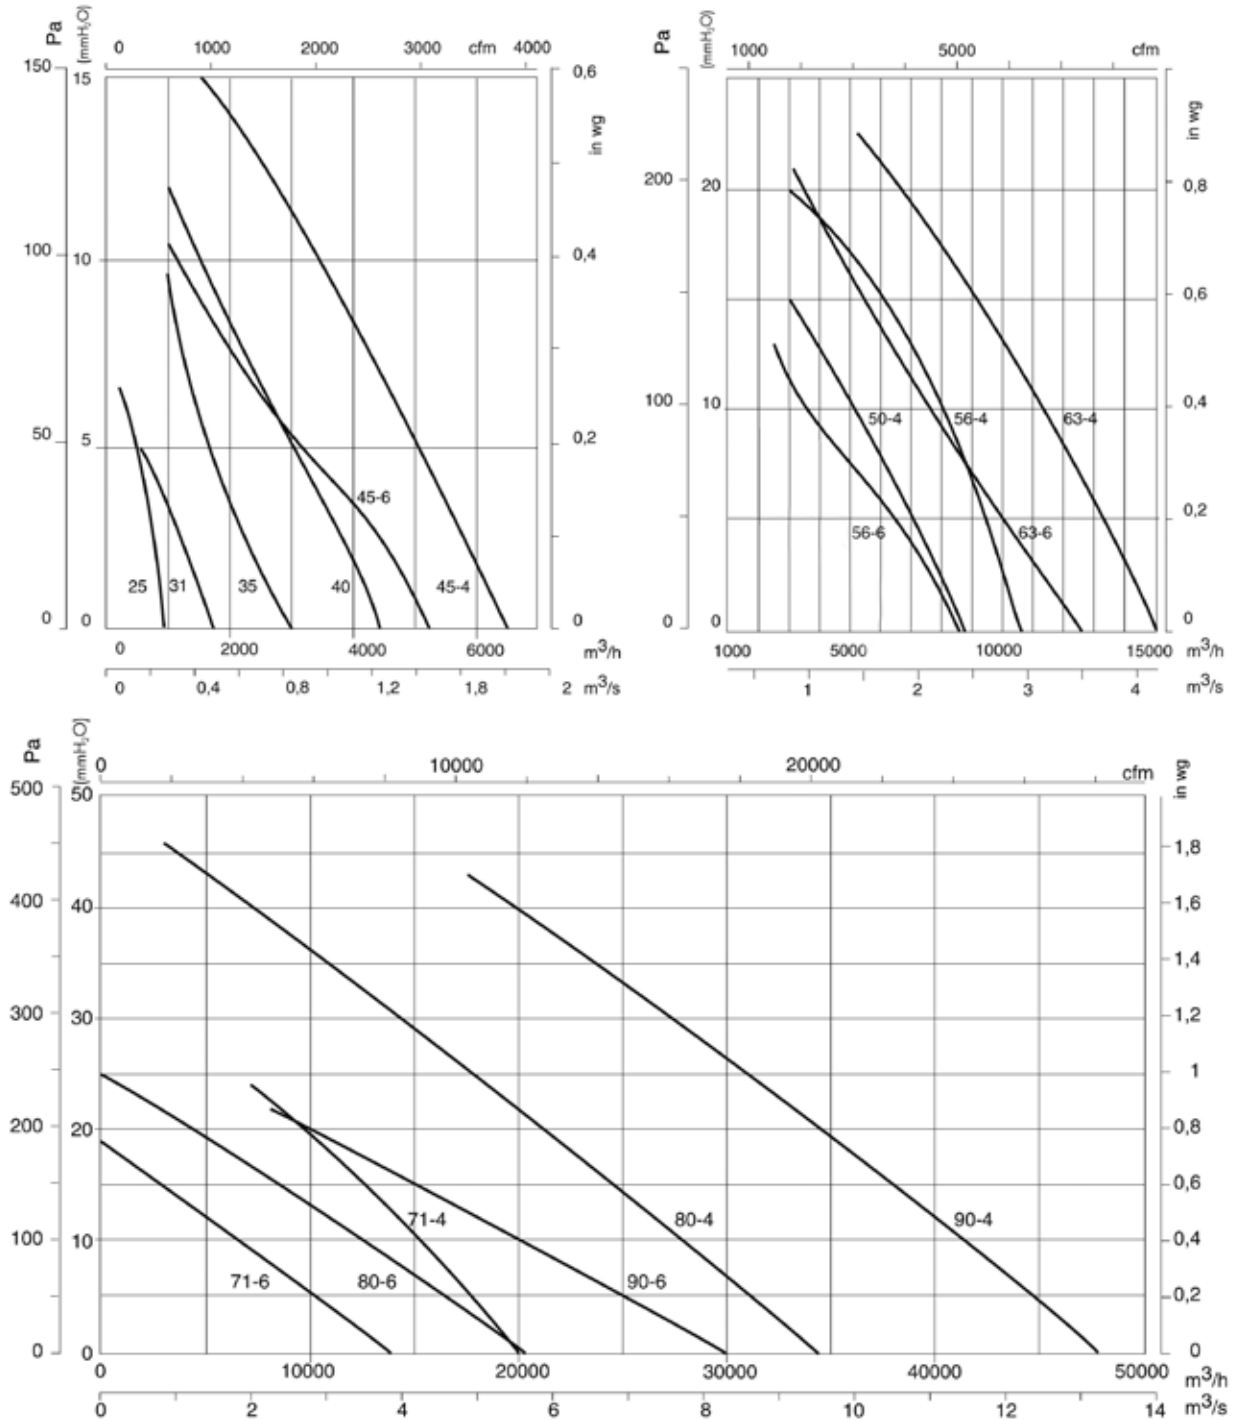 Pa
[mmH2O]
0 1000 2000 3000 cfm 4000
150
15
0,6
in wg
100
10
0,4
50
5
0,2
45-6
25 31 35 40 45-4
0
0
0
0 2000 4000 6000 m3/h
0 0,4 0,8 1,2 1,8 2 m3/s
Pa
[mmH2O)
1000 5000 cfm
in wg
200
20
0,8
0,6
100
10
0,4
50-4 56-4 63-4
56-6 63-6
0,2
0
0
0
1000 5000 10000 15000 m3/h
1 2 3 4 m3/s
Pa
[mmH2O]
0 10000 20000 cfm
in wg
500
50
1,8
400
40
1,6
1,4
300
30
1,2
1
200
20
0,8
0,6
71-4 80-4 90-4
100
10
0,4
71-6 80-6 90-6
0,2
0
0
0
0 10000 20000 30000 40000 50000 m3/h
0 2 4 6 8 10 12 14 m3/s